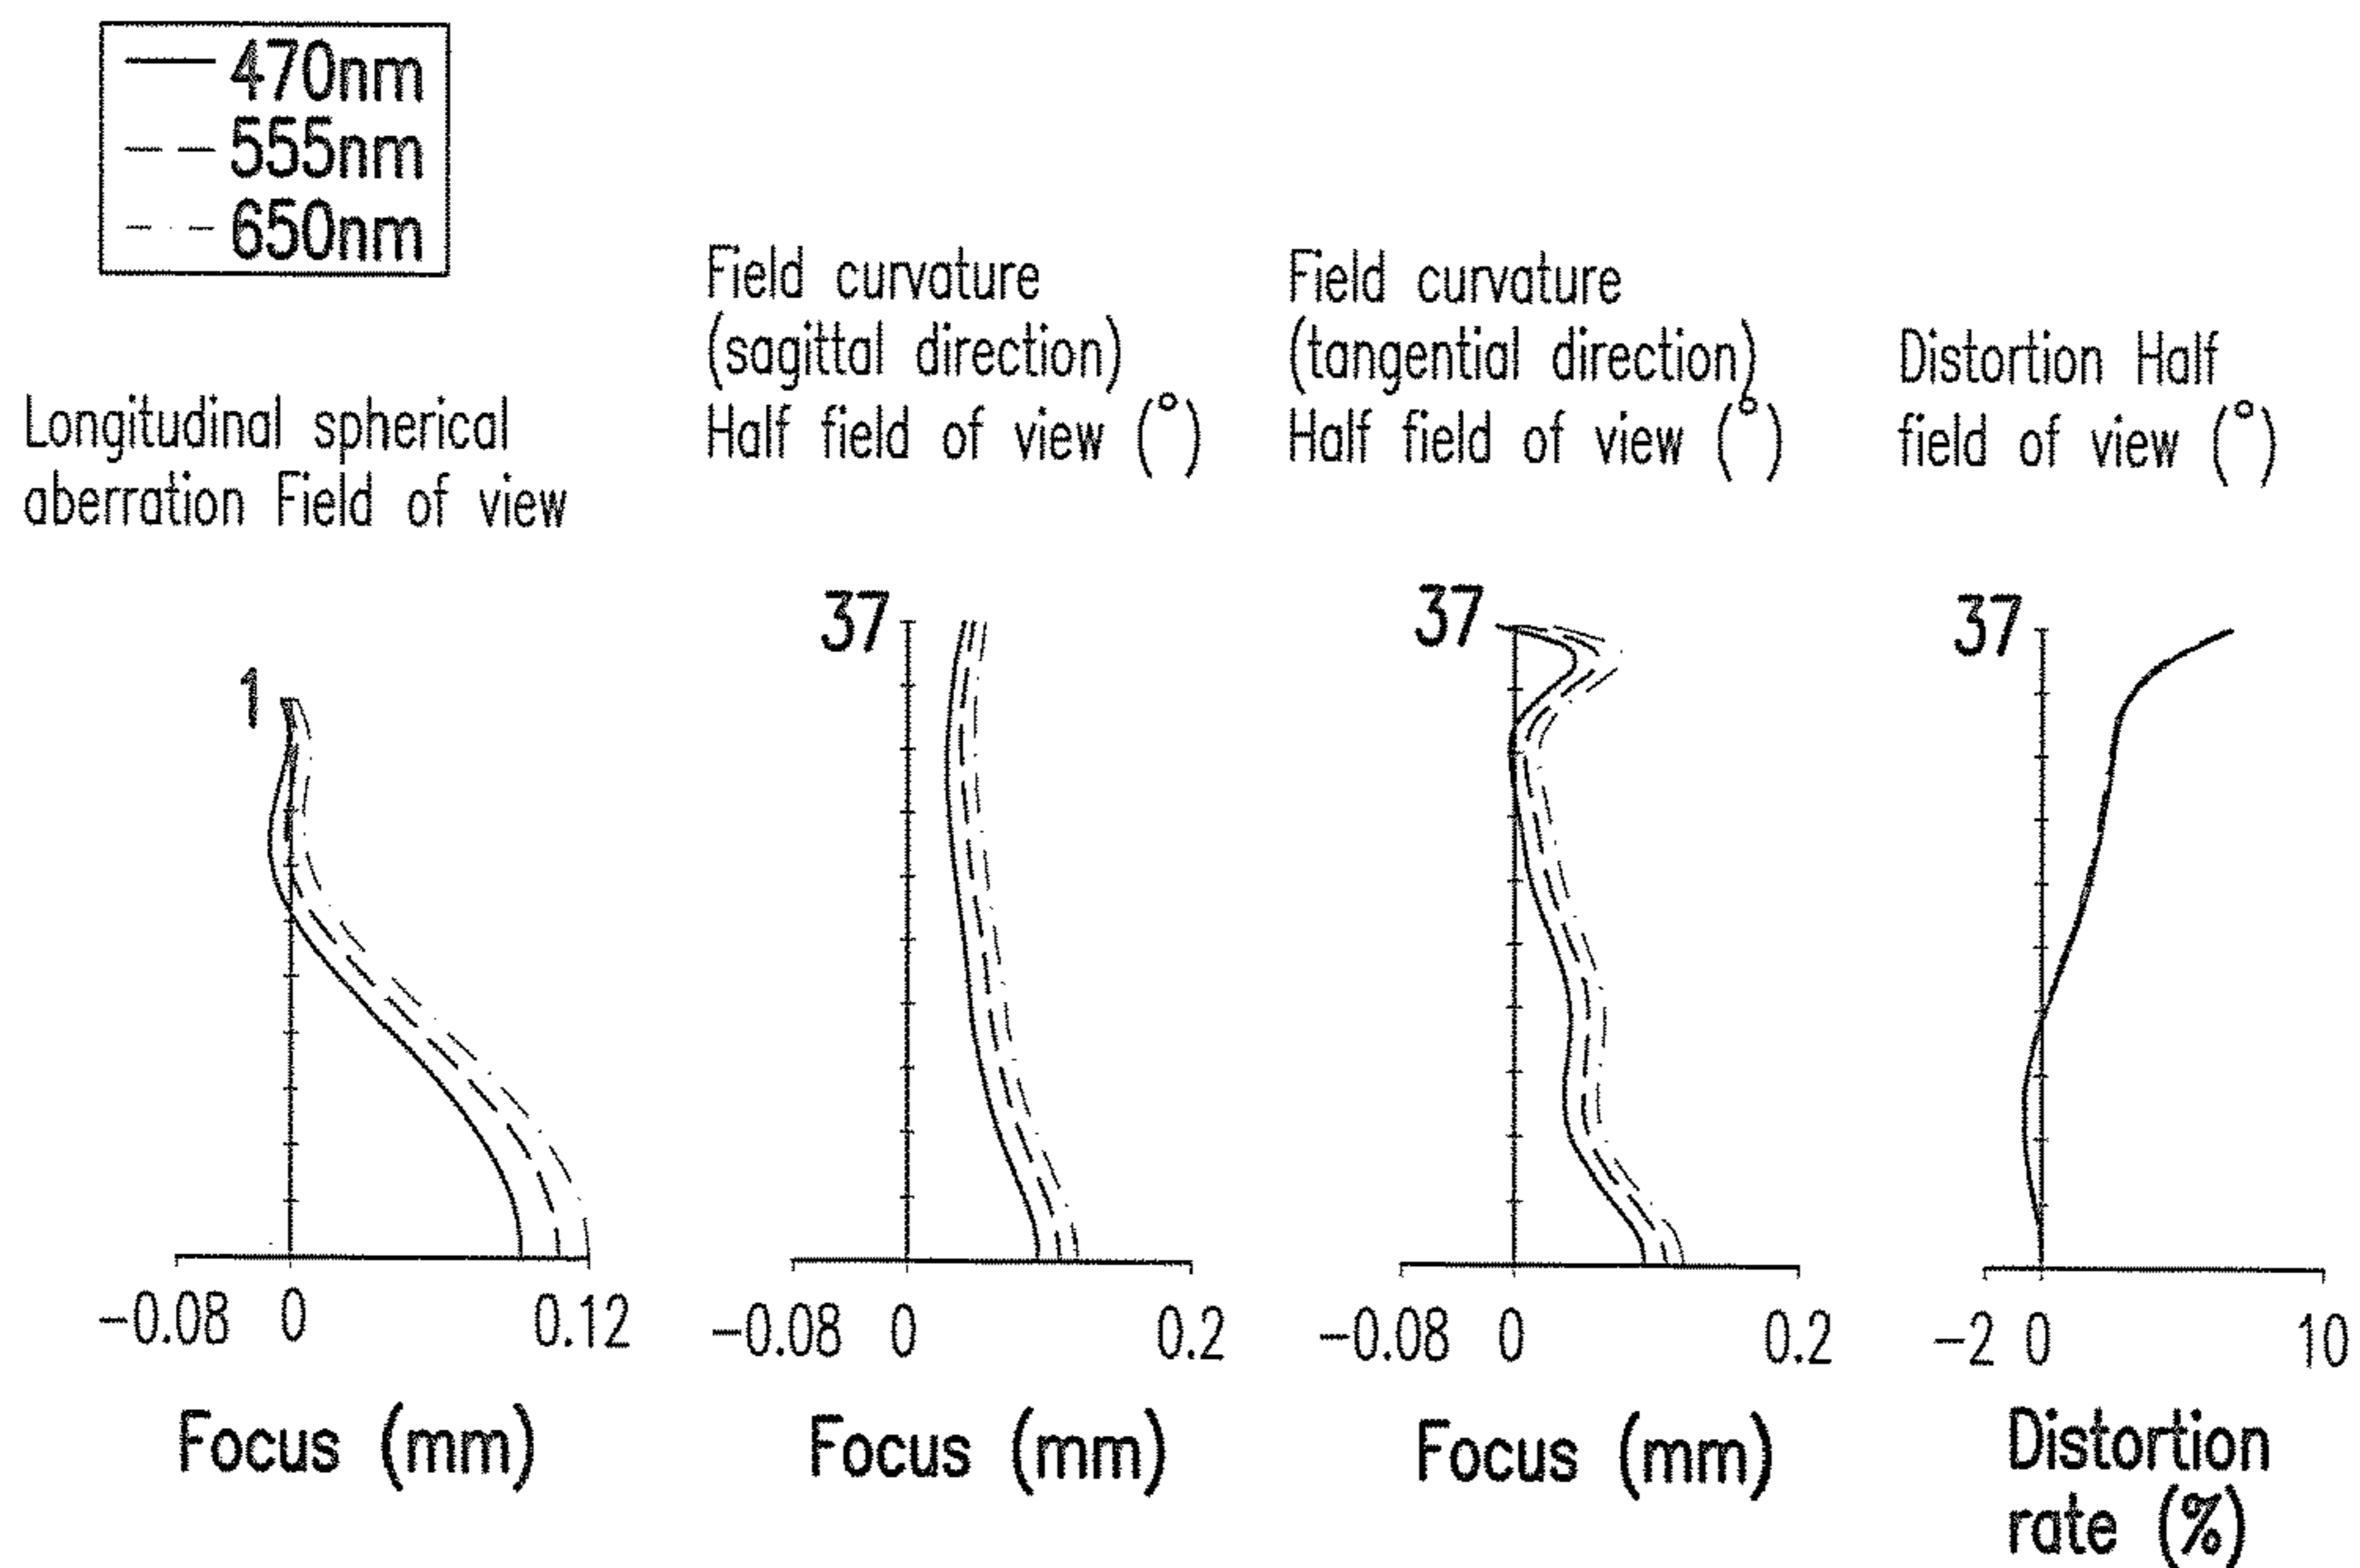 470nm
555nm
650nm
Longitudinal spherical
aberration Field of view
1
-0.08 0 0.12
Focus (mm)
Field curvature
(sagittal direction)
Half field of view (°)
37
-0.08 0 0.2
Focus (mm)
Field curvature
(tangential direction)
Half field of view (°)
37
-0.08 0 0.2
Focus (mm)
Distortion Half
field of view (°)
37
-2 0 10
Distortion
rate (%)